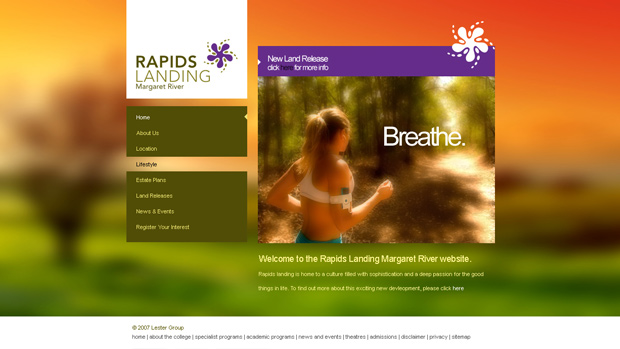 RAPIDS
LANDING
Margaret River
Home
About Us
Location
Lifestyle
Estate Plans
Land Releases
News & Events
Register Your Interest
New Land Release
click here for more info
Breathe.
Welcome to the Rapids Landing Margaret River website.
Rapids landing is home to a culture filled with sophistication and a deep passion for the good
things in life. To find out more about this exciting new devleopment, please click here
© 2007 Lester Group
home | about the college | specialist programs | academic programs | news and events | theatres | admissions | disclaimer | privacy | sitemap